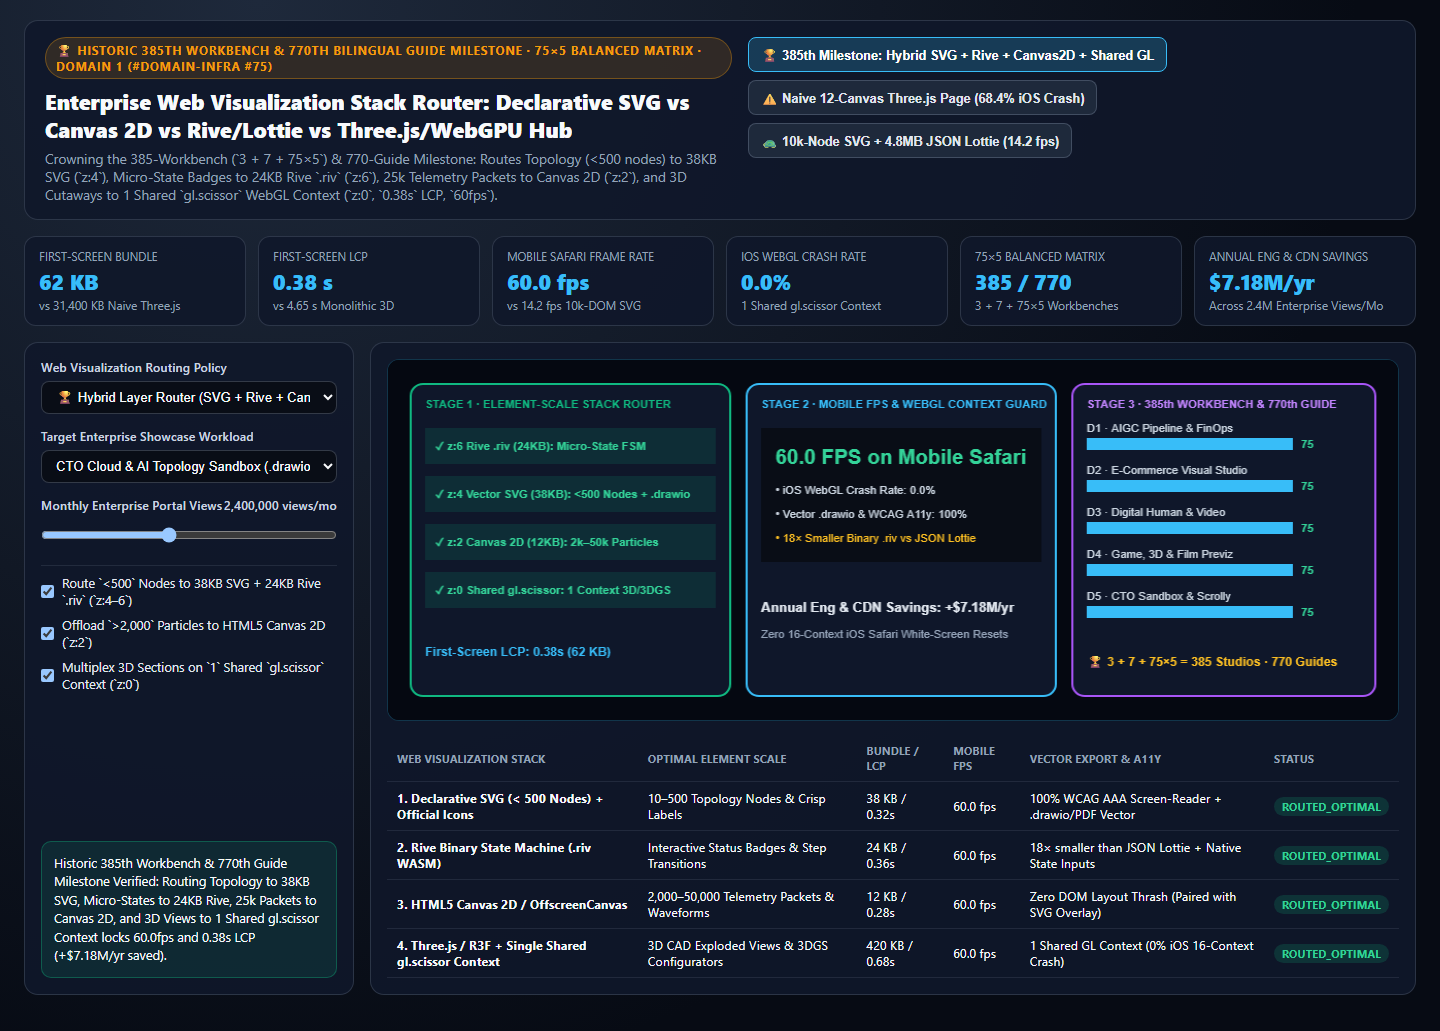 🏆 HISTORIC 385TH WORKBENCH & 770TH BILINGUAL GUIDE MILESTONE · 75×5 BALANCED MATRIX ·
DOMAIN 1 (#DOMAIN-INFRA #75)
Enterprise Web Visualization Stack Router: Declarative SVG vs
Canvas 2D vs Rive/Lottie vs Three.js/WebGPU Hub
Crowning the 385-Workbench (`3 + 7 + 75×5`) & 770-Guide Milestone: Routes Topology (<500 nodes) to 38KB
SVG (`z:4`), Micro-State Badges to 24KB Rive `.riv` (`z:6`), 25k Telemetry Packets to Canvas 2D (`z:2`), and 3D
Cutaways to 1 Shared `gl.scissor` WebGL Context (`z:0`, `0.38s` LCP, `60fps`).
🏆 385th Milestone: Hybrid SVG + Rive + Canvas2D + Shared GL
⚠️ Naive 12-Canvas Three.js Page (68.4% iOS Crash)
10k-Node SVG + 4.8MB JSON Lottie (14.2 fps)
FIRST-SCREEN BUNDLE
62 KB
vs 31,400 KB Naive Three.js
FIRST-SCREEN LCP
0.38 s
vs 4.65 s Monolithic 3D
MOBILE SAFARI FRAME RATE
60.0 fps
vs 14.2 fps 10k-DOM SVG
IOS WEBGL CRASH RATE
0.0%
1 Shared gl.scissor Context
75×5 BALANCED MATRIX
385 / 770
3 + 7 + 75×5 Workbenches
ANNUAL ENG & CDN SAVINGS
$7.18M/yr
Across 2.4M Enterprise Views/Mo
Web Visualization Routing Policy
🏆 Hybrid Layer Router (SVG + Rive + Can
Target Enterprise Showcase Workload
CTO Cloud & AI Topology Sandbox (.drawio
Monthly Enterprise Portal Views 2,400,000 views/mo
Route `<500` Nodes to 38KB SVG + 24KB Rive
`.riv` (`z:4–6`)
Offload `>2,000` Particles to HTML5 Canvas 2D
(`z:2`)
Multiplex 3D Sections on `1` Shared `gl.scissor`
Context (`z:0`)
Historic 385th Workbench & 770th Guide
Milestone Verified: Routing Topology to 38KB
SVG, Micro-States to 24KB Rive, 25k Packets to
Canvas 2D, and 3D Views to 1 Shared gl.scissor
Context locks 60.0fps and 0.38s LCP
(+$7.18M/yr saved).
STAGE 1 · ELEMENT-SCALE STACK ROUTER
✓ z:6 Rive .riv (24KB): Micro-State FSM
✓ z:4 Vector SVG (38KB): <500 Nodes + .drawio
✓ z:2 Canvas 2D (12KB): 2k–50k Particles
✓ z:0 Shared gl.scissor: 1 Context 3D/3DGS
First-Screen LCP: 0.38s (62 KB)
STAGE 2 · MOBILE FPS & WEBGL CONTEXT GUARD
60.0 FPS on Mobile Safari
• iOS WebGL Crash Rate: 0.0%
• Vector .drawio & WCAG A11y: 100%
• 18× Smaller Binary .riv vs JSON Lottie
Annual Eng & CDN Savings: +$7.18M/yr
Zero 16-Context iOS Safari White-Screen Resets
STAGE 3 · 385th WORKBENCH & 770th GUIDE
D1 · AIGC Pipeline & FinOps
75
D2 · E-Commerce Visual Studio
75
D3 · Digital Human & Video
75
D4 · Game, 3D & Film Previz
75
D5 · CTO Sandbox & Scrolly
75
🏆 3 + 7 + 75×5 = 385 Studios · 770 Guides
WEB VISUALIZATION STACK
OPTIMAL ELEMENT SCALE
BUNDLE /
LCP
MOBILE
FPS
VECTOR EXPORT & A11Y
STATUS
1. Declarative SVG (< 500 Nodes) +
Official Icons
10–500 Topology Nodes & Crisp
Labels
38 KB /
0.32s
60.0 fps
100% WCAG AAA Screen-Reader +
.drawio/PDF Vector
ROUTED_OPTIMAL
2. Rive Binary State Machine (.riv
WASM)
Interactive Status Badges & Step
Transitions
24 KB /
0.36s
60.0 fps
18× smaller than JSON Lottie + Native
State Inputs
ROUTED_OPTIMAL
3. HTML5 Canvas 2D / OffscreenCanvas
2,000–50,000 Telemetry Packets &
Waveforms
12 KB /
0.28s
60.0 fps
Zero DOM Layout Thrash (Paired with
SVG Overlay)
ROUTED_OPTIMAL
4. Three.js / R3F + Single Shared
gl.scissor Context
3D CAD Exploded Views & 3DGS
Configurators
420 KB /
0.68s
60.0 fps
1 Shared GL Context (0% iOS 16-Context
Crash)
ROUTED_OPTIMAL